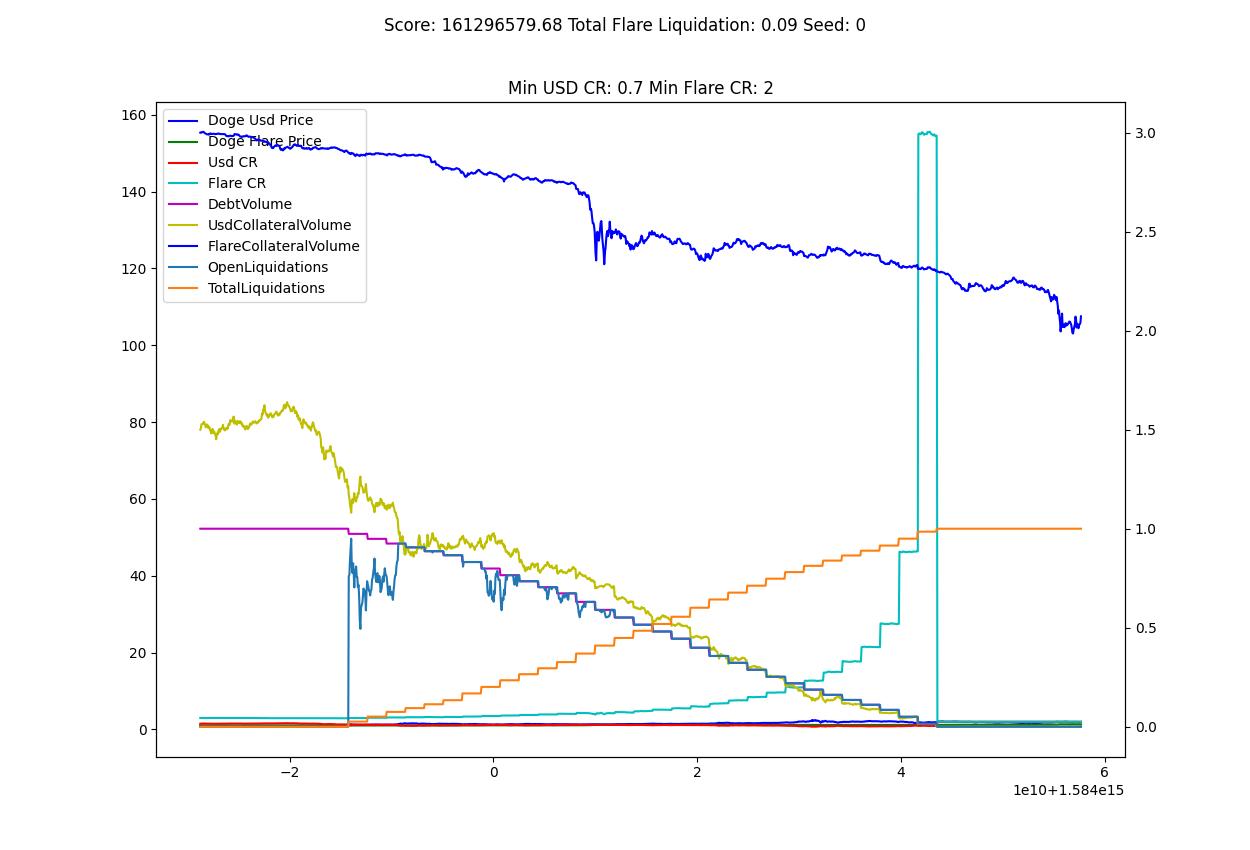 Score: 161296579.68 Total Flare Liquidation: 0.09 Seed: 0
Min USD CR: 0.7 Min Flare CR: 2
Doge Usd Price
Doge Flare Price
Usd CR
Flare CR
DebtVolume
UsdCollateralVolume
FlareCollateralVolume
OpenLiquidations
TotalLiquidations
160
140
120
100
80
60
40
20
0
3.0
2.5
2.0
1.5
1.0
0.5
0.0
−2
0
2
4
6
1e10+1.584e15